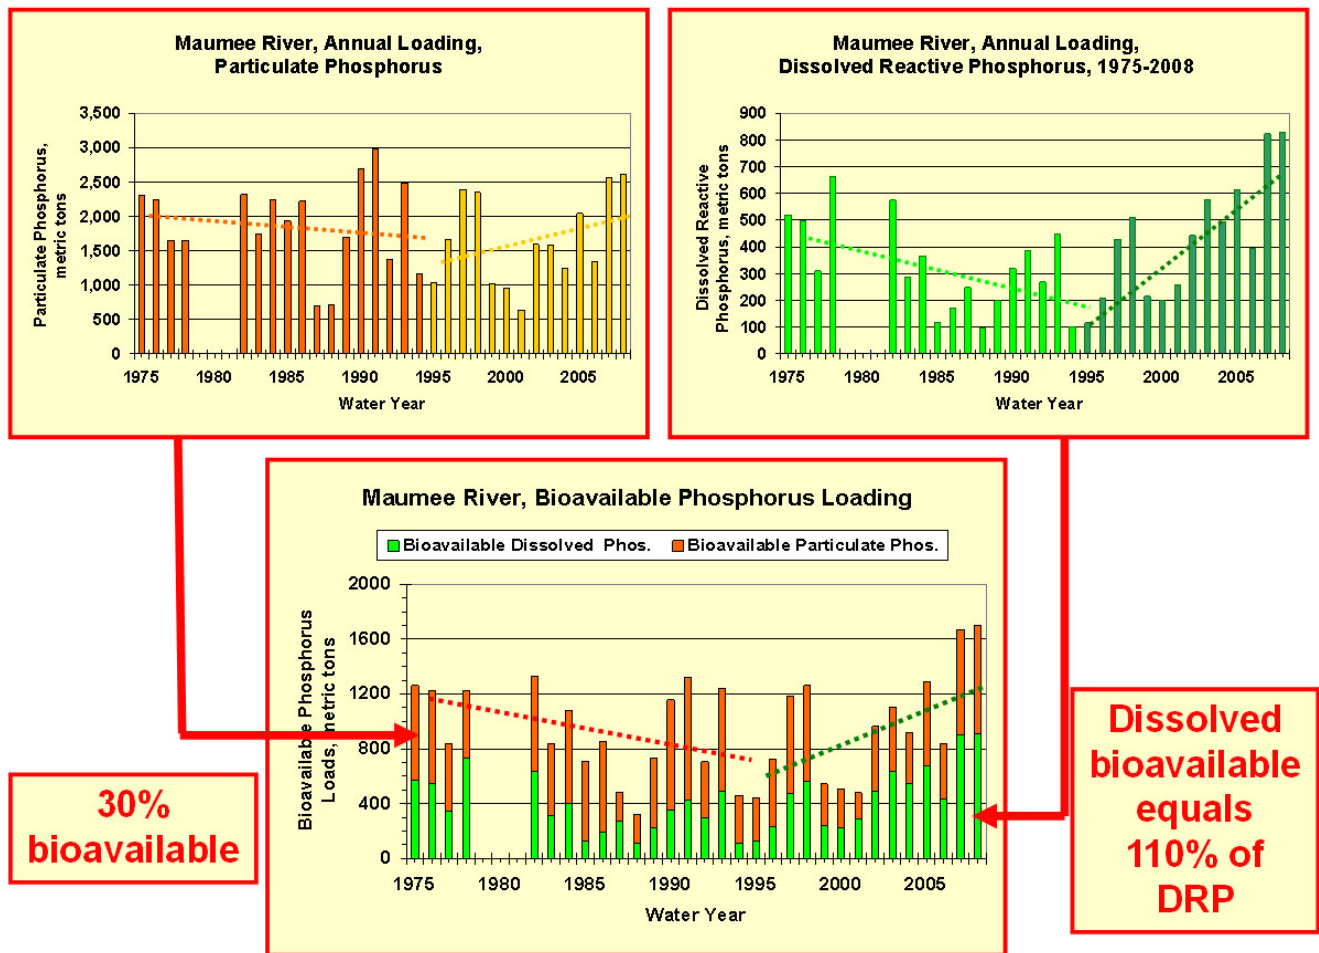 Maumee River, Annual Loading,
Particulate Phosphorus
Particulate Phosphorus,
metric tons
3,500
3,000
2,500
2,000
1,500
1,000
500
0
1975 1980 1985 1990 1995 2000 2005
Water Year
Maumee River, Annual Loading,
Dissolved Reactive Phosphorus, 1975-2008
Dissolved Reactive
Phosphorus, metric tons
900
800
700
600
500
400
300
200
100
0
1975 1980 1985 1990 1995 2000 2005
Water Year
Maumee River, Bioavailable Phosphorus Loading
Bioavailable Dissolved Phos. Bioavailable Particulate Phos.
Bioavailable Phosphorus
Loads, metric tons
2000
1600
1200
800
400
0
1975 1980 1985 1990 1995 2000 2005
Water Year
30%
bioavailable
Dissolved
bioavailable
equals
110% of
DRP